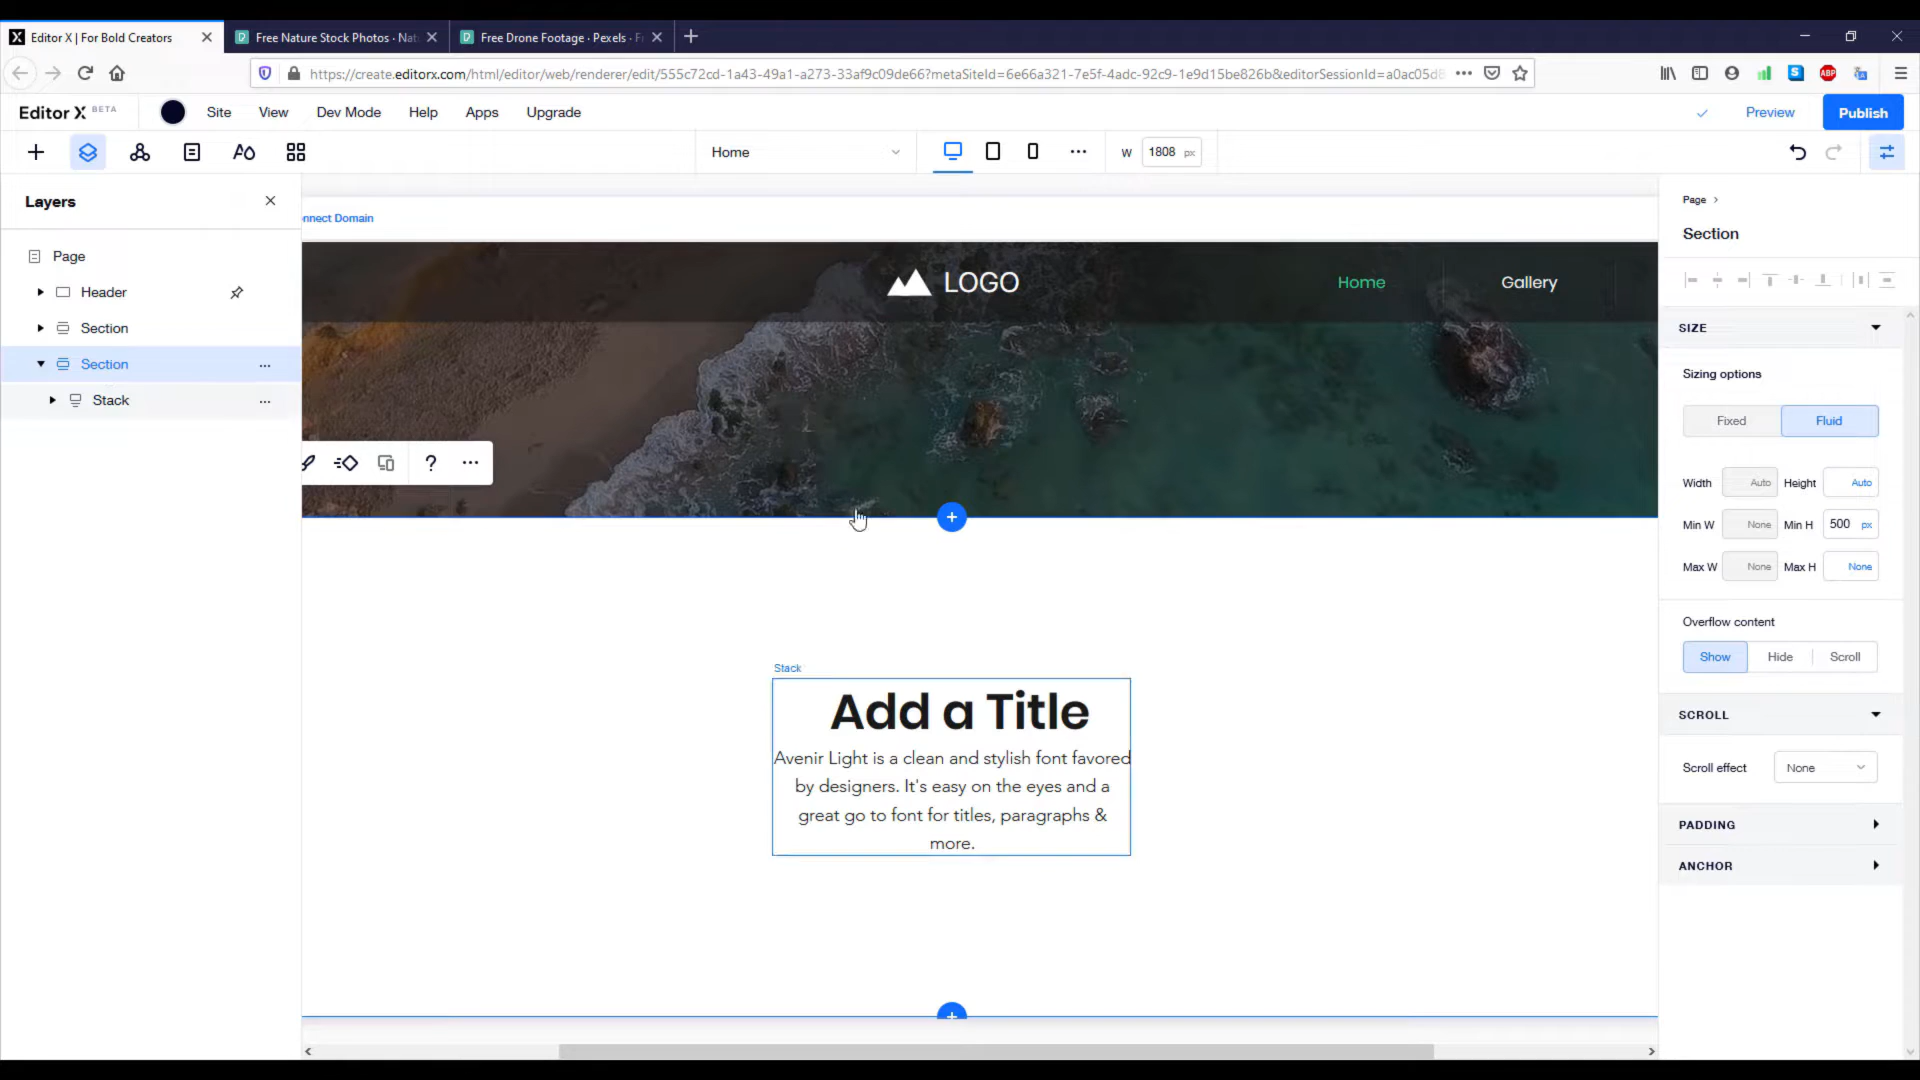 Editor X | For Bold Creators
Free Nature Stock Photos · Nat
Free Drone Footage · Pexels · F
https://create.editorx.com/html/editor/web/renderer/edit/555c72cd-1a43-49a1-a273-33af9c09de66?metaSiteId=6e66a321-7e5f-4adc-92c9-1e9d15be826b&editorSessionId=a0ac05d8
ABP
Editor X BETA
Site
View
Dev Mode
Help
Apps
Upgrade
Preview
Publish
Home
W 1808 px
Layers
Page
Header
Section
Section
Stack
nnect Domain
LOGO
Home
Gallery
Stack
Add a Title
Avenir Light is a clean and stylish font favored
by designers. It's easy on the eyes and a
great go to font for titles, paragraphs &
more.
Page >
Section
SIZE
Sizing options
Fixed
Fluid
Width Auto Height Auto
Min W None Min H 500 px
Max W None Max H None
Overflow content
Show
Hide
Scroll
SCROLL
Scroll effect None
PADDING
ANCHOR